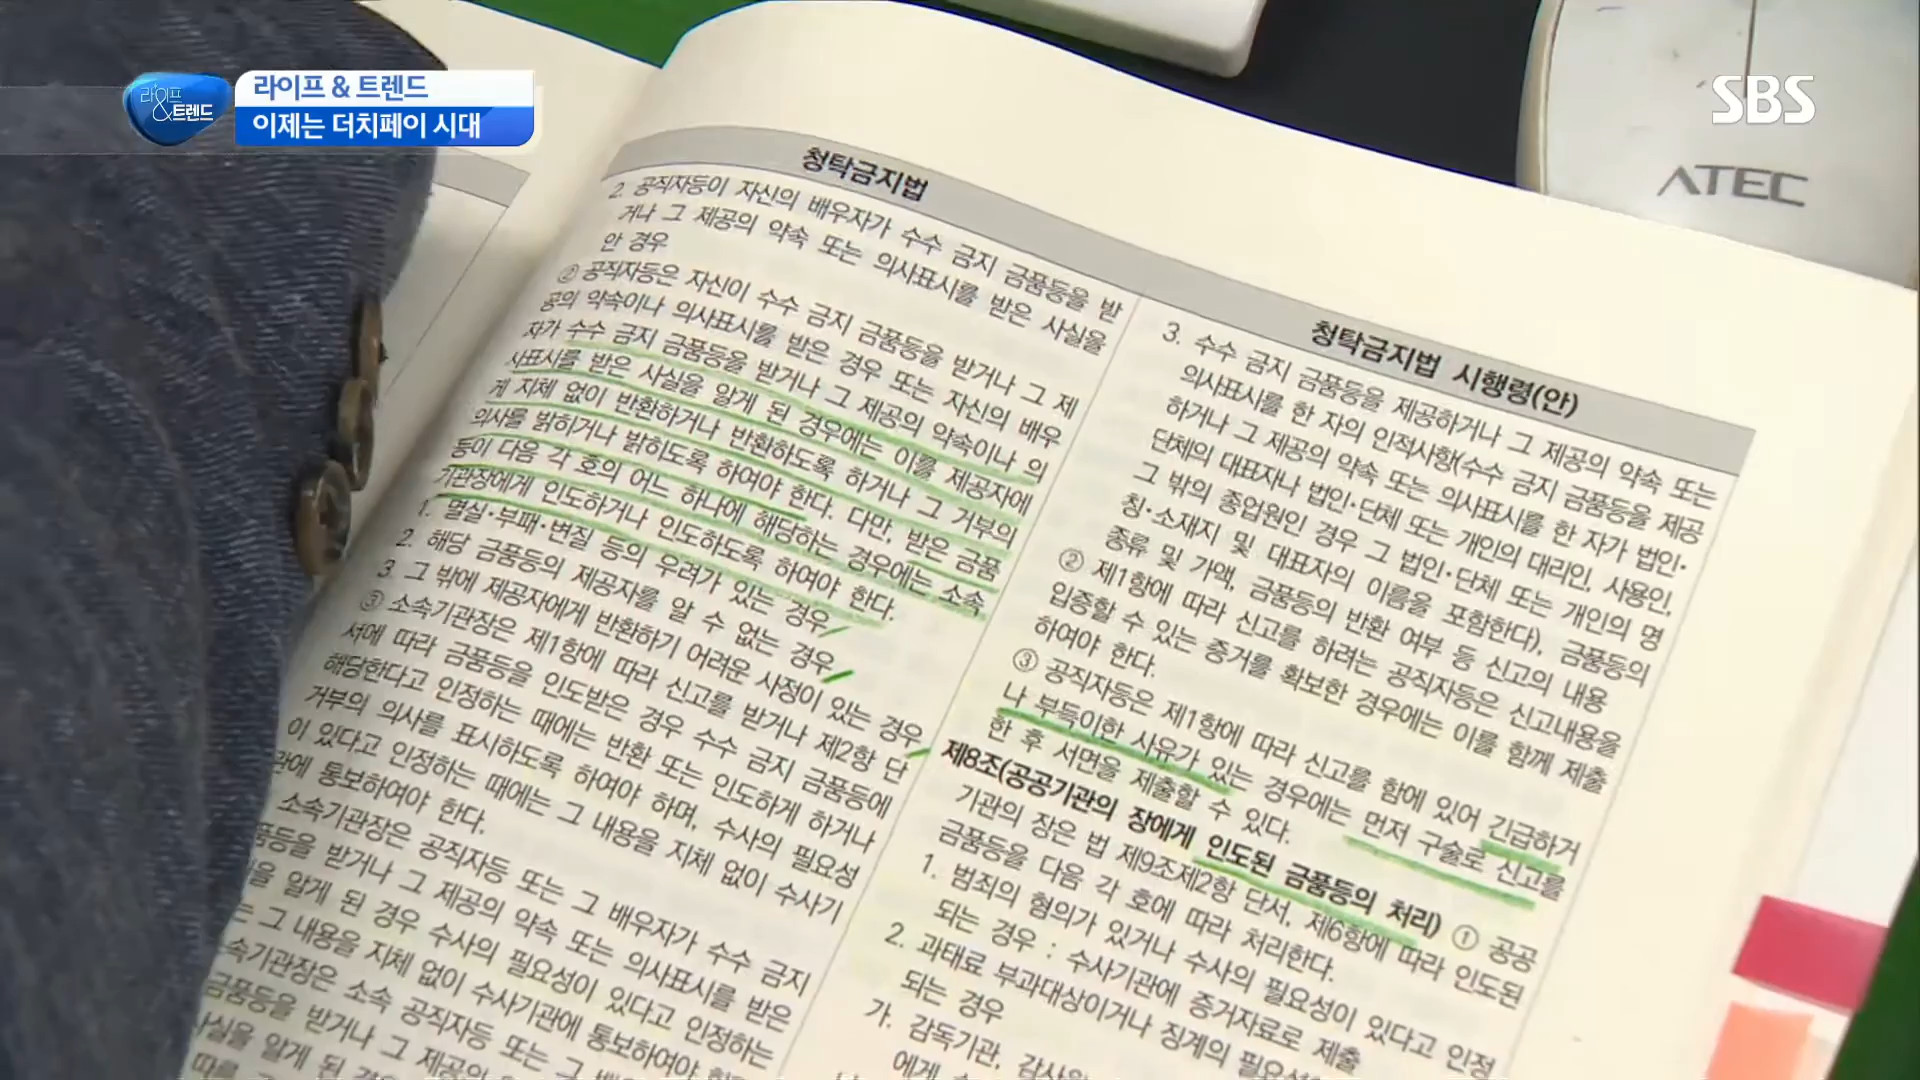 라이프
&트렌드
라이프 & 트렌드
이제는 더치페이 시대
SBS
ATEC
청탁금지법
2. 공직자등이 자신의 배우자가 수수 금지 금품등을 받
거나 그 제공의 약속 또는 의사표시를 받은 사실을
안 경우
② 공직자등은 자신이 수수 금지 금품등을 받거나 그 제
공의 약속이나 의사표시를 받은 경우 또는 자신의 배우
자가 수수 금지 금품등을 받거나 그 제공의 약속이나 의
사표시를 받은 사실을 알게 된 경우에는 이를 제공자에
게 지체 없이 반환하거나 반환하도록 하거나 그 거부의
의사를 밝히거나 밝히도록 하여야 한다. 다만, 받은 금품
등이 다음 각 호의 어느 하나에 해당하는 경우에는 소속
기관장에게 인도하거나 인도하도록 하여야 한다.
1. 멸실·부패·변질 등의 우려가 있는 경우
2. 해당 금품등의 제공자를 알 수 없는 경우
3. 그 밖에 제공자에게 반환하기 어려운 사정이 있는 경우
③ 소속기관장은 제1항에 따라 신고를 받거나 제2항 단
서에 따라 금품등을 인도받은 경우 수수 금지 금품등에
해당한다고 인정하는 때에는 반환 또는 인도하게 하거나
거부의 의사를 표시하도록 하여야 하며, 수사의 필요성
이 있다고 인정하는 때에는 그 내용을 지체 없이 수사기
관에 통보하여야 한다.
소속기관장은 공직자등 또는 그 배우자가 수수 금지
금품등을 받거나 그 제공의 약속 또는 의사표시를 받은
알게 된 경우 수사의 필요성이 있다고 인정하는
그 내용을 지체 없이 수사기관에 통보하여야
소속기관장은 소속 공직자등 또는 그
금품등을 받거나 그 제공의
사실을 알게 된
청탁금지법 시행령(안)
3. 수수 금지 금품등을 제공하거나 그 제공의 약속 또는
의사표시를 한 자의 인적사항(수수 금지 금품등을 제공
하거나 그 제공의 약속 또는 의사표시를 한 자가 법인·
단체의 대표자나 법인·단체 또는 개인의 대리인, 사용인,
그 밖의 종업원인 경우 그 법인·단체 또는 개인의 명
칭·소재지 및 대표자의 이름을 포함한다), 금품등의
종류 및 가액, 금품등의 반환 여부 등 신고의 내용
② 제1항에 따라 신고를 하려는 공직자등은 신고내용을
입증할 수 있는 증거를 확보한 경우에는 이를 함께 제출
하여야 한다.
③ 공직자등은 제1항에 따라 신고를 함에 있어 긴급하거
나 부득이한 사유가 있는 경우에는 먼저 구술로 신고를
한 후 서면을 제출할 수 있다.
제8조(공공기관의 장에게 인도된 금품등의 처리) ① 공공
기관의 장은 법 제9조제2항 단서, 제6항에 따라 인도된
금품등을 다음 각 호에 따라 처리한다.
1. 범죄의 혐의가 있거나 수사의 필요성이 있다고 인정
되는 경우 : 수사기관에 증거자료로 제출
2. 과태료 부과대상이거나 징계의
되는 경우
가. 감독기관,
에게